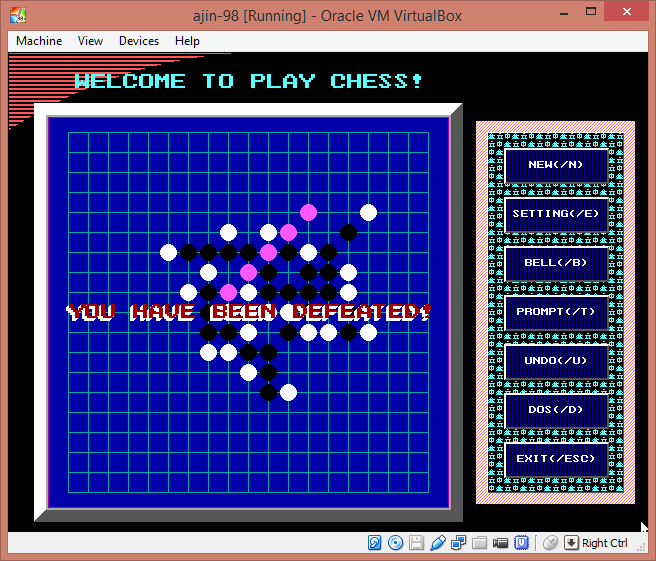 ajin-98 [Running] - Oracle VM VirtualBox
Machine View Devices Help
WELCOME TO PLAY CHESS!
NEW(/N)
SETTING(/E)
BELL(/B)
YOU HAVE BEEN DEFEATED!
PROMPT(/T)
UNDO(/U)
DOS(/D)
EXIT(/ESC)
Right Ctrl